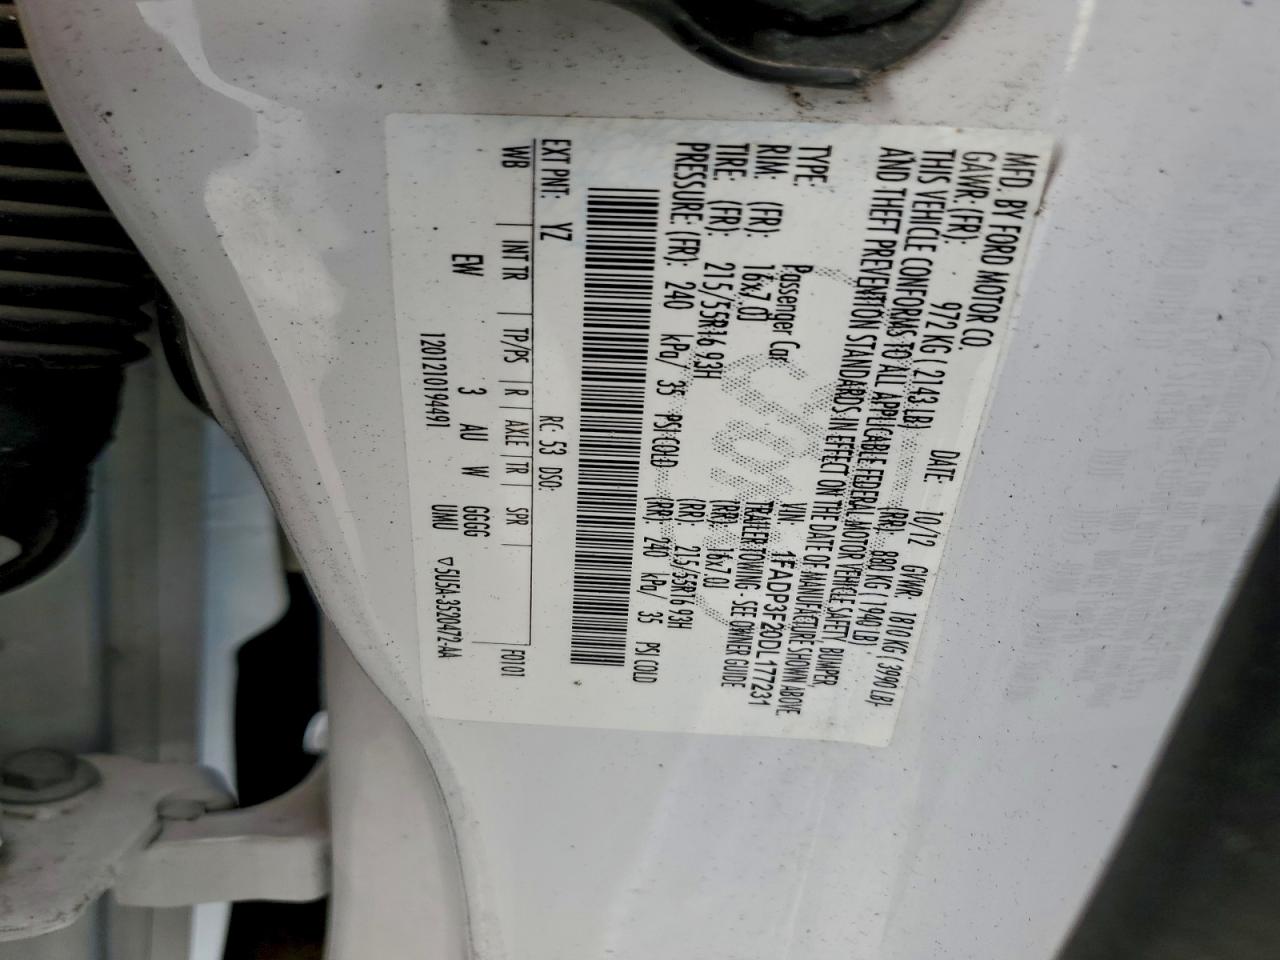 MFD. BY FORD MOTOR CO.
DATE: 10/12 GVWR: 1810 KG / 3990 LB
GAWR: (FR): 972 KG ( 2143 LB) (RR): 880 KG ( 1940 LB)
THIS VEHICLE CONFORMS TO ALL APPLICABLE FEDERAL MOTOR VEHICLE SAFETY, BUMPER,
AND THEFT PREVENTION STANDARDS IN EFFECT ON THE DATE OF MANUFACTURE SHOWN ABOVE.
VIN: 1FADP3F20DL177231
TYPE: Passenger Car TRAILER TOWING - SEE OWNER GUIDE
RIM: (FR): 16x7.0J (RR): 16x7.0J
TIRE: (FR): 215/55R16 93H (RR): 215/55R16 93H
PRESSURE: (FR): 240 kPa/ 35 PSI COLD (RR): 240 kPa/ 35 PSI COLD
EXT PNT: YZ RC: 53 DSO:
WB INT TR TP/PS R AXLE TR SPR F0101
EW 3 AU W GGGG
1201210194491 UNU ▽5U5A-3520472-AA